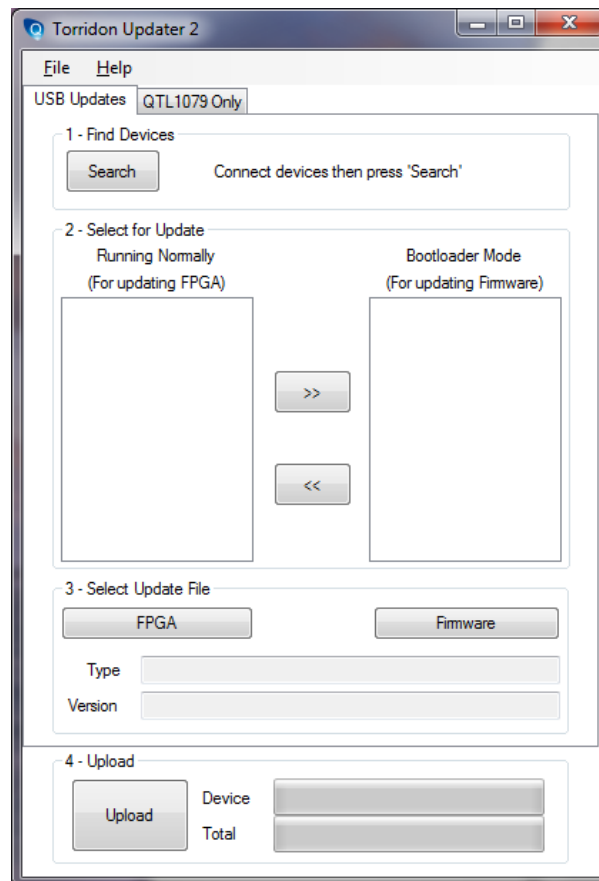 Torridon Updater 2
File Help
USB Updates QTL1079 Only
1 - Find Devices
Search Connect devices then press 'Search'
2 - Select for Update
Running Normally Bootloader Mode
(For updating FPGA) (For updating Firmware)
>>
<<
3 - Select Update File
FPGA Firmware
Type
Version
4 - Upload
Upload Device
Total